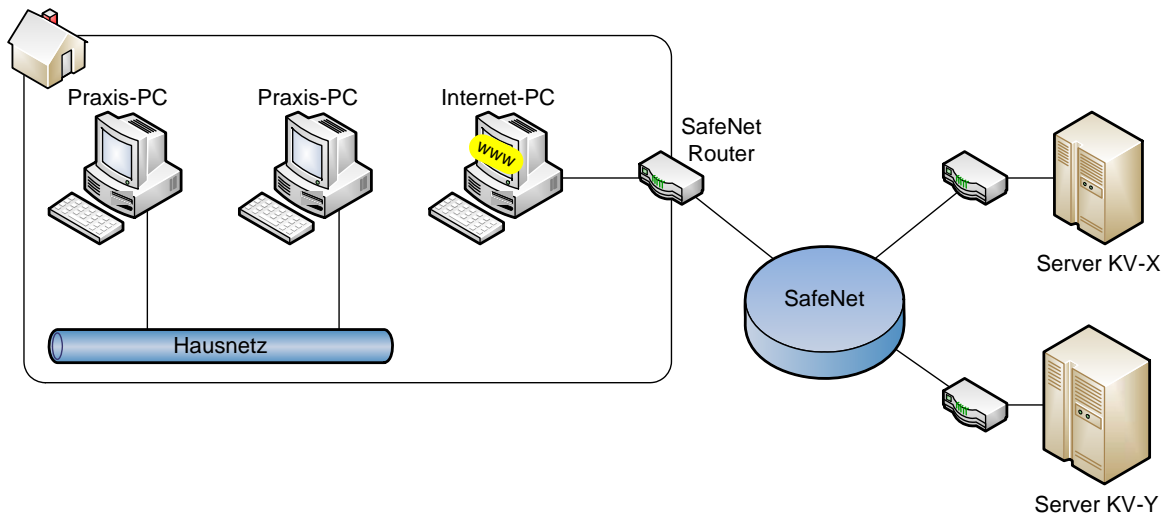 Praxis-PC
Praxis-PC
Internet-PC
www
SafeNet
Router
Server KV-X
SafeNet
Hausnetz
Server KV-Y